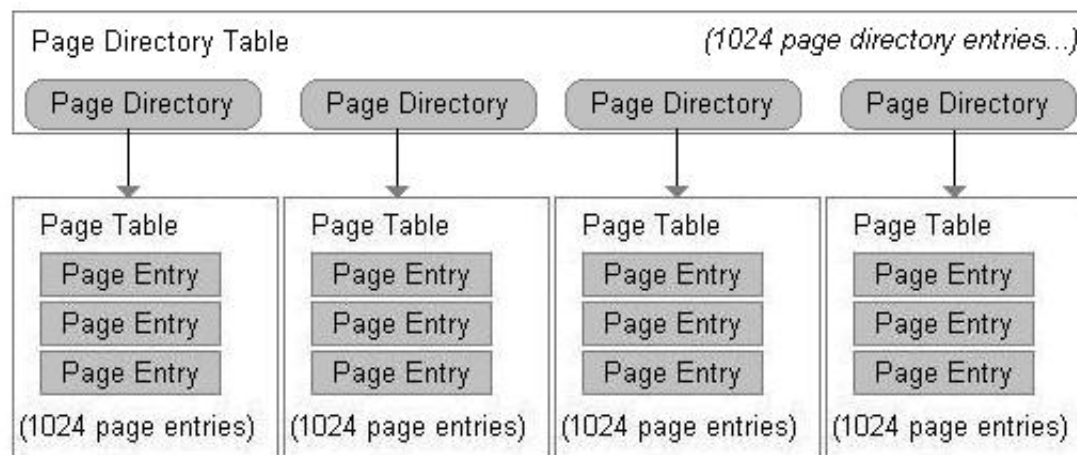 Page Directory Table
(1024 page directory entries...)
Page Directory
Page Directory
Page Directory
Page Directory
Page Table
Page Entry
Page Entry
Page Entry
(1024 page entries)
Page Table
Page Entry
Page Entry
Page Entry
(1024 page entries)
Page Table
Page Entry
Page Entry
Page Entry
(1024 page entries)
Page Table
Page Entry
Page Entry
Page Entry
(1024 page entries)